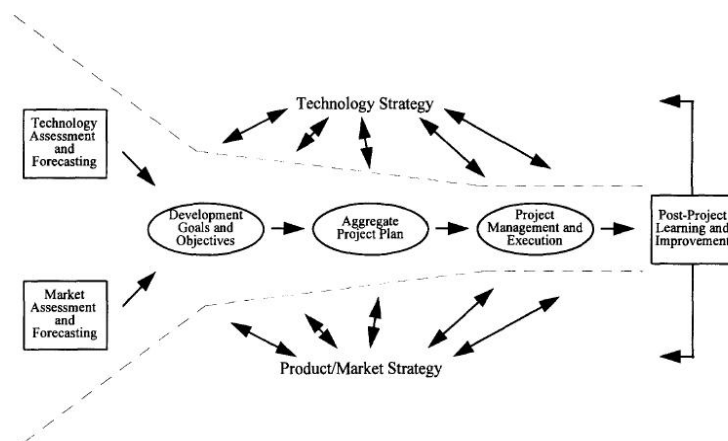 Technology Strategy
Technology
Assessment
and
Forecasting
Development
Goals and
Objectives
Aggregate
Project Plan
Project
Management and
Execution
Post-Project
Learning and
Improvement
Market
Assessment
and
Forecasting
Product/Market Strategy